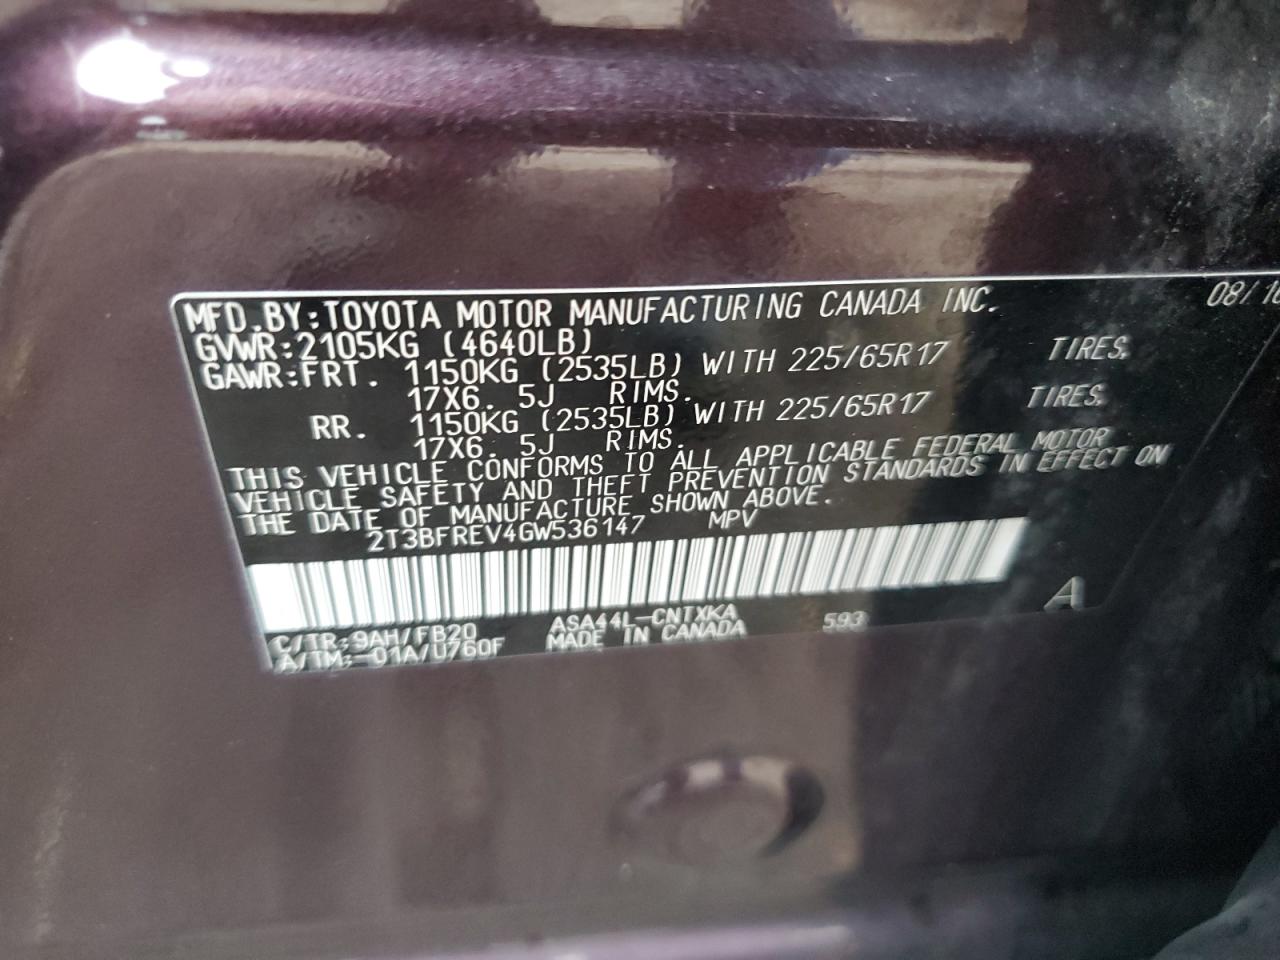 MFD.BY:TOYOTA MOTOR MANUFACTURING CANADA INC. 08/16
GVWR:2105KG (4640LB)
GAWR:FRT. 1150KG (2535LB) WITH 225/65R17 TIRES,
17X6.5J RIMS.
RR. 1150KG (2535LB) WITH 225/65R17 TIRES,
17X6.5J RIMS.
THIS VEHICLE CONFORMS TO ALL APPLICABLE FEDERAL MOTOR
VEHICLE SAFETY AND THEFT PREVENTION STANDARDS IN EFFECT ON
THE DATE OF MANUFACTURE SHOWN ABOVE.
2T3BFREV4GW536147 MPV
A
C/TR:9AH/FB20 ASA44L-CNTXKA 593
A/TM:-01A/U760F MADE IN CANADA